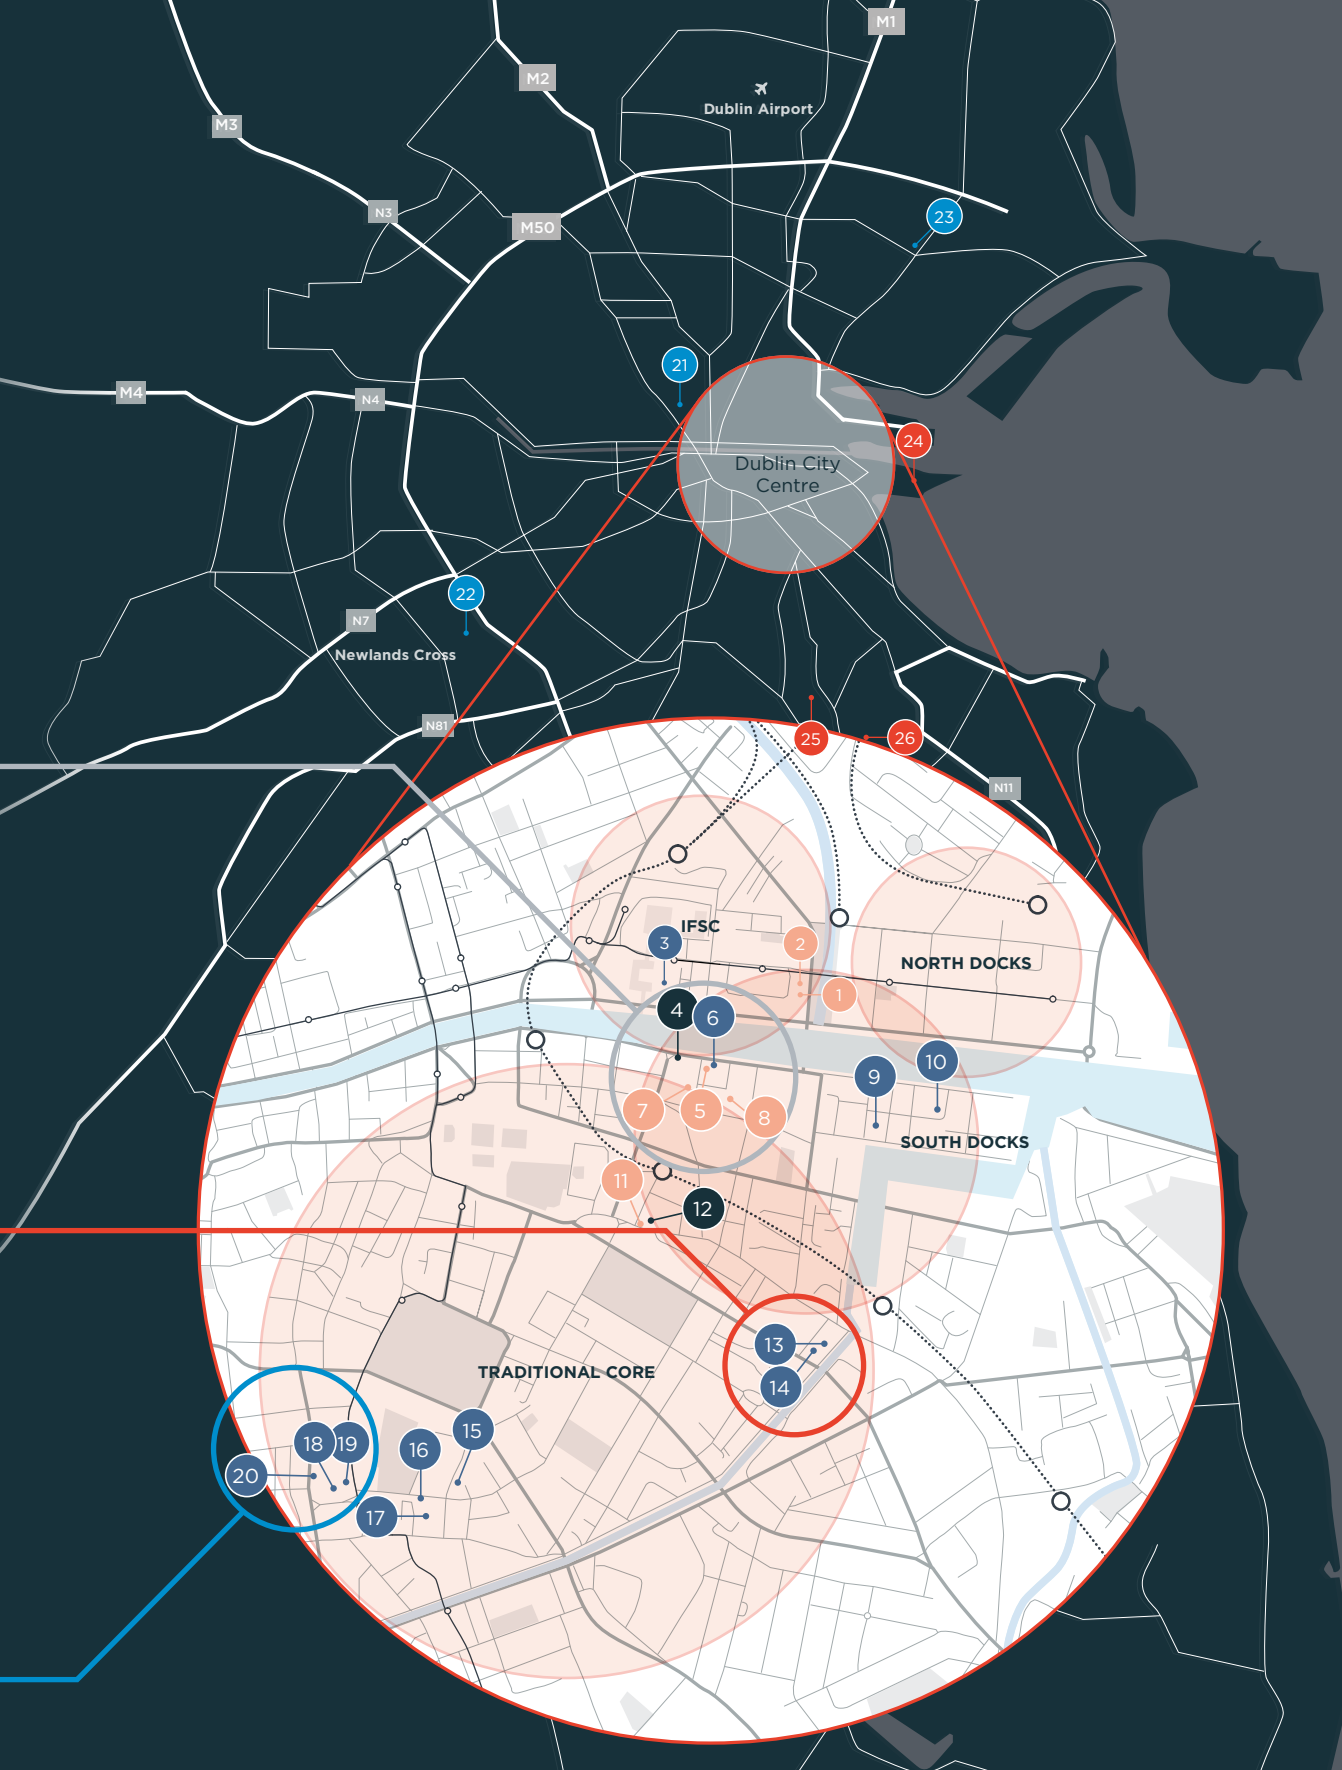 M1
M2
Dublin Airport
M3
N3
23
M50
21
M4
N4
24
Dublin City
Centre
22
N7
Newlands Cross
N81
25
26
N11
IFSC
3
2
NORTH DOCKS
1
4
6
10
9
7
5
8
SOUTH DOCKS
11
12
13
TRADITIONAL CORE
14
15
18
19
16
20
17